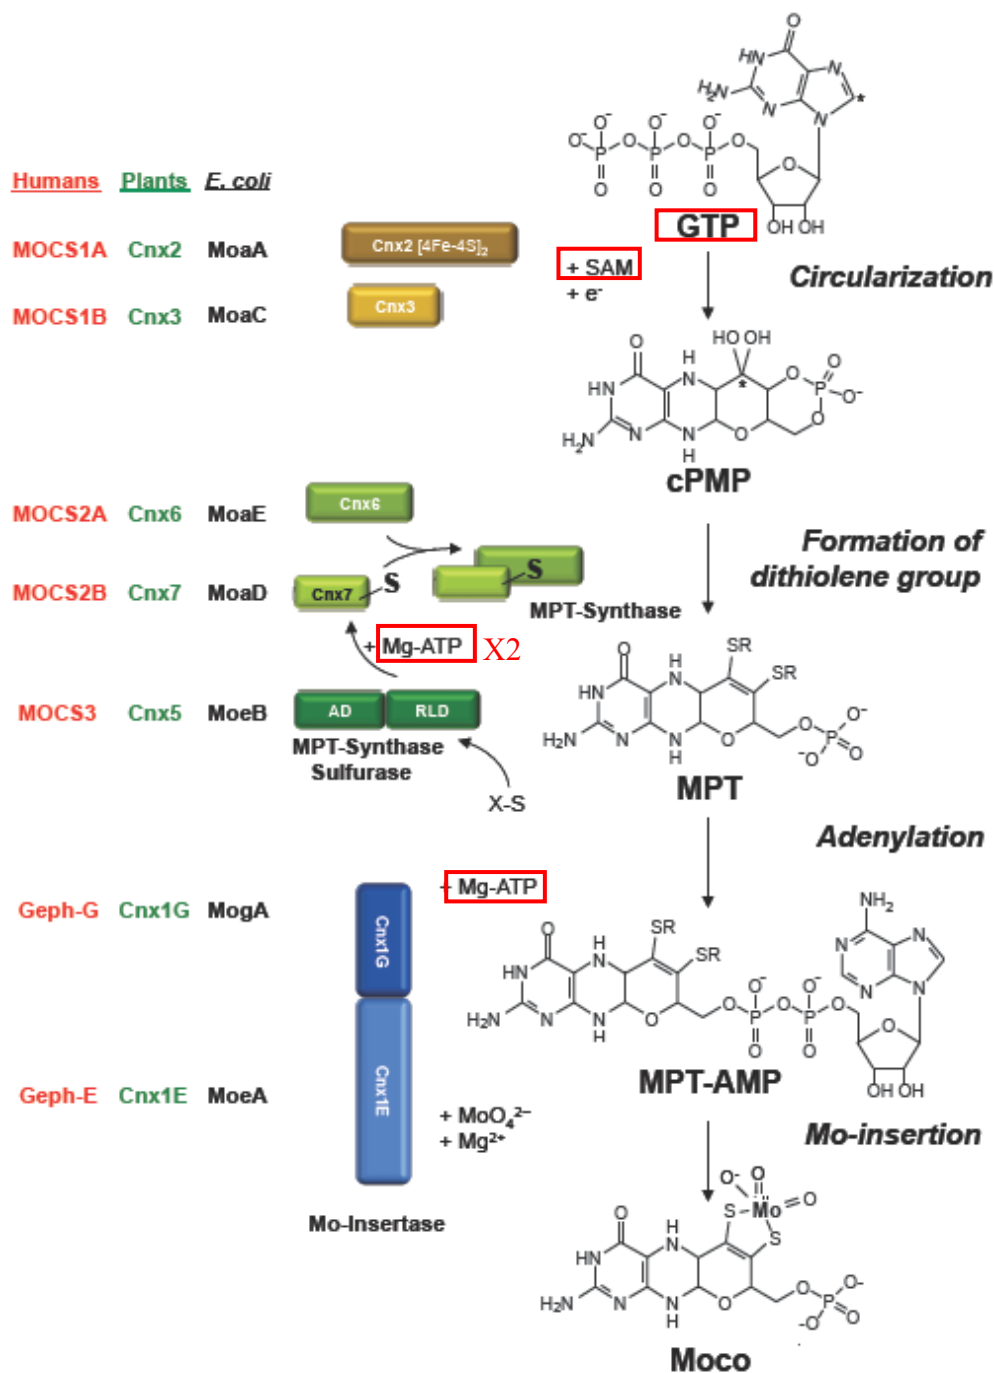 GTP
Humans Plants E. coli
MOCS1A Cnx2 MoaA
Cnx2 [4Fe-4S]₂
+ SAM
+ e⁻
Circularization
MOCS1B Cnx3 MoaC
Cnx3
cPMP
MOCS2A Cnx6 MoaE
Cnx6
Formation of
dithiolene group
MOCS2B Cnx7 MoaD
Cnx7
S
S
MPT-Synthase
+ Mg-ATP X2
MOCS3 Cnx5 MoeB
AD RLD
MPT-Synthase
Sulfurase
X-S
MPT
Adenylation
+ Mg-ATP
Geph-G Cnx1G MogA
Cnx1G
MPT-AMP
Geph-E Cnx1E MoeA
Cnx1E
+ MoO₄²⁻
+ Mg²⁺
Mo-insertion
Mo-Insertase
Moco